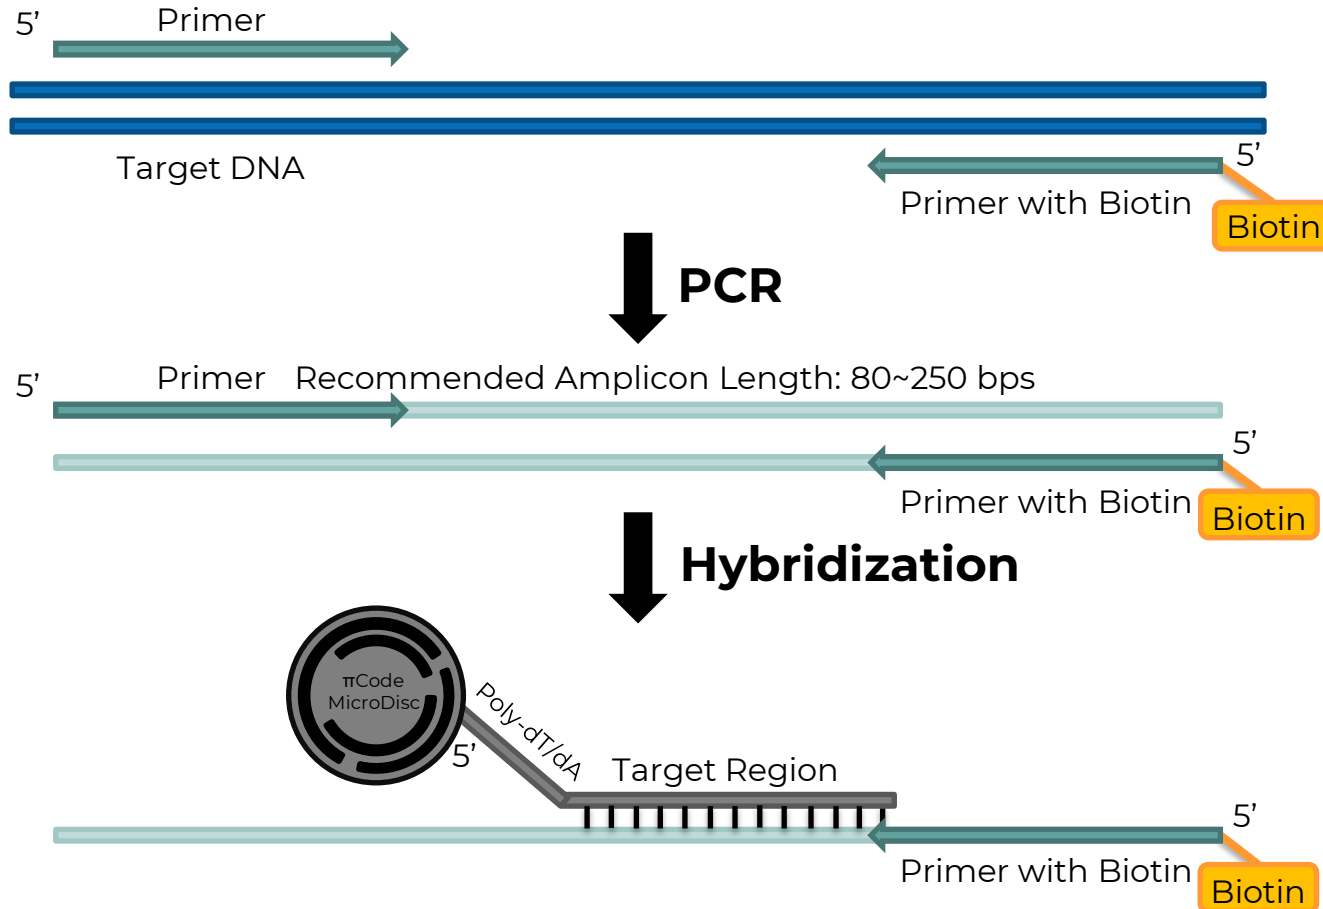 5’
Primer
Target DNA
5’
Primer with Biotin
Biotin
PCR
5’
Primer
Recommended Amplicon Length: 80~250 bps
5’
Primer with Biotin
Biotin
Hybridization
πCode
MicroDisc
5’
Poly-dT/dA
Target Region
5’
Primer with Biotin
Biotin